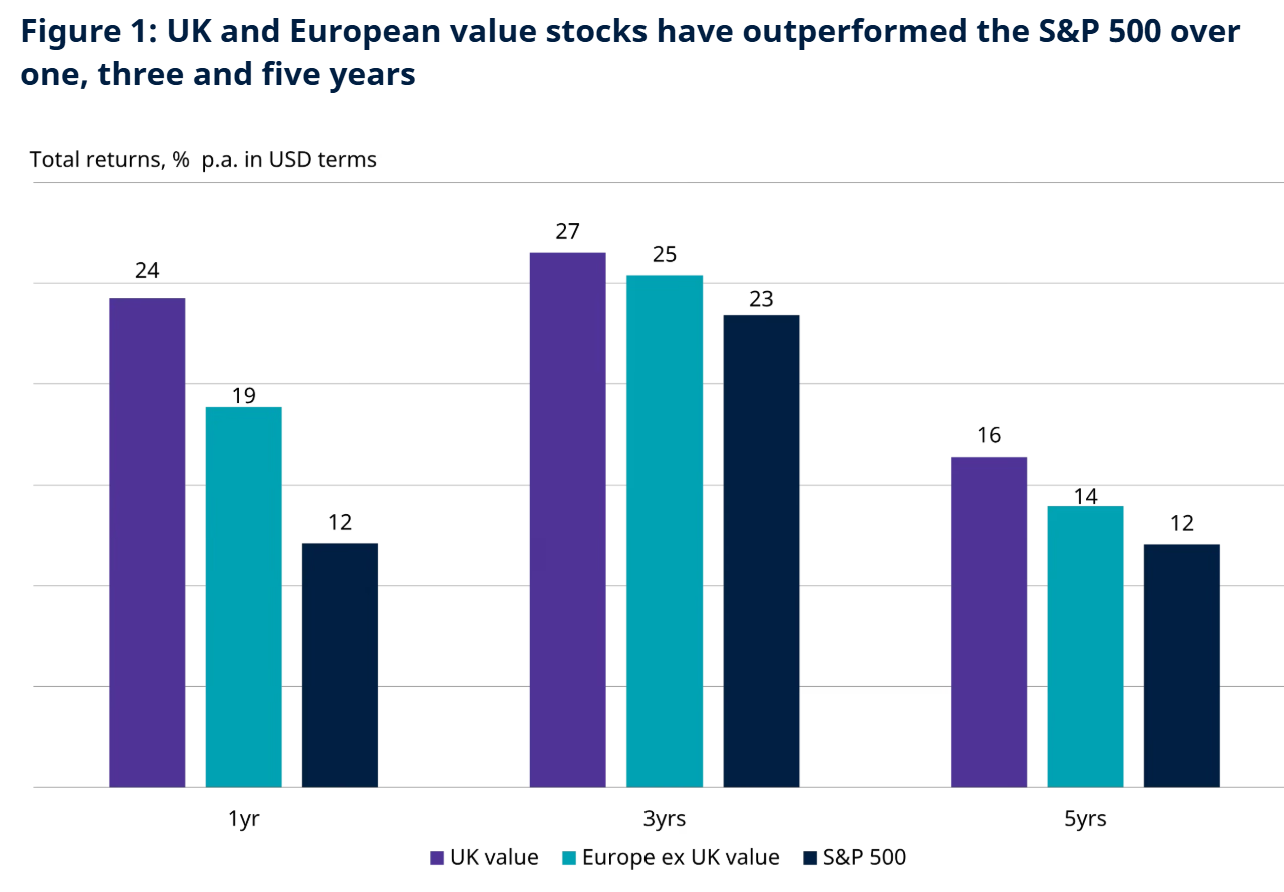 Figure 1: UK and European value stocks have outperformed the S&P 500 over
one, three and five years
Total returns, % p.a. in USD terms
24
19
12
27
25
23
16
14
12
1yr
3yrs
5yrs
UK value
Europe ex UK value
S&P 500